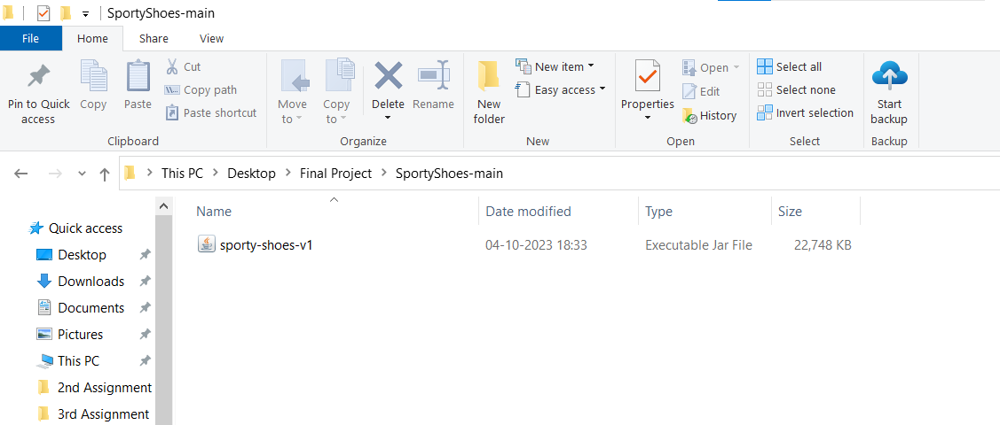 SportyShoes-main
File Home Share View
Pin to Quick access
Copy
Paste
Cut
Copy path
Paste shortcut
Clipboard
Move to
Copy to
Delete
Rename
Organize
New folder
New item
Easy access
New
Properties
Open
Edit
History
Open
Select all
Select none
Invert selection
Select
Start backup
Backup
This PC > Desktop > Final Project > SportyShoes-main
Name Date modified Type Size
sporty-shoes-v1 04-10-2023 18:33 Executable Jar File 22,748 KB
Quick access
Desktop
Downloads
Documents
Pictures
This PC
2nd Assignment
3rd Assignment